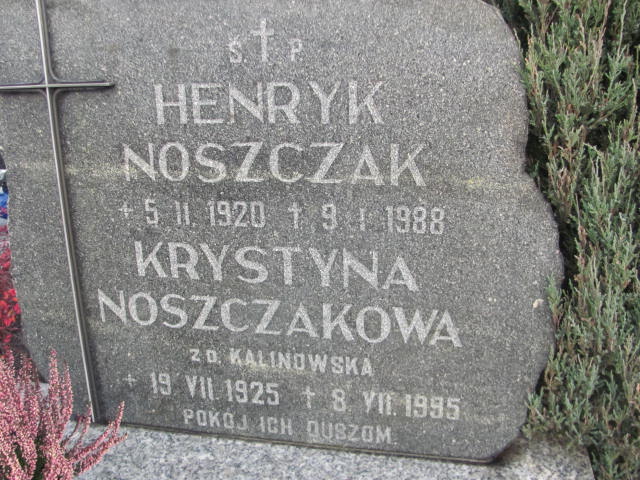 Ś P
HENRYK
NOSZCZAK
+ 5 II. 1920 † 9 I 1988
KRYSTYNA
NOSZCZAKOWA
Z D. KALINOWSKA
+ 19 VII. 1925 † 8 VII. 1995
POKÓJ ICH DUSZOM.